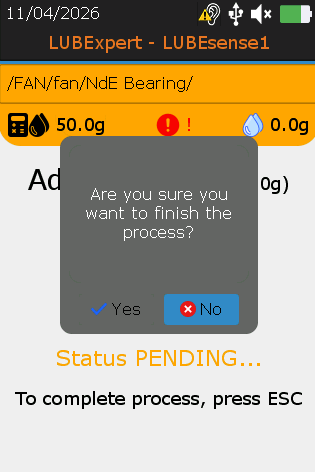 11/04/2026
LUBExpert - LUBEsense1
/FAN/fan/NdE Bearing/
50.0g ! 0.0g
Are you sure you
want to finish the
process?
Yes No
Status PENDING...
To complete process, press ESC